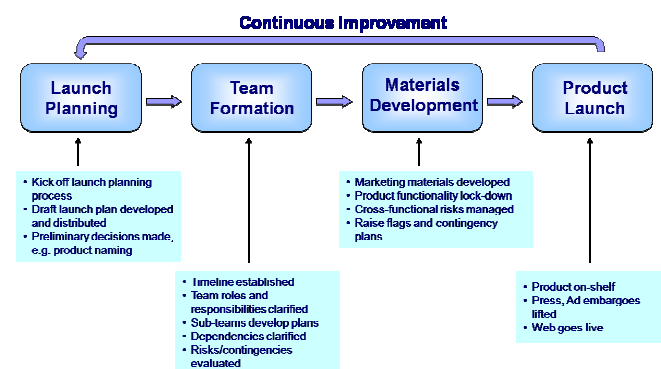 Continuous Improvement
Launch
Planning
Team
Formation
Materials
Development
Product
Launch
• Kick off launch planning
process
• Draft launch plan developed
and distributed
• Preliminary decisions made,
e.g. product naming
• Timeline established
• Team roles and
responsibilities clarified
• Sub-teams develop plans
• Dependencies clarified
• Risks/contingencies
evaluated
• Marketing materials developed
• Product functionality lock-down
• Cross-functional risks managed
• Raise flags and contingency
plans
• Product on-shelf
• Press, Ad embargoes
lifted
• Web goes live